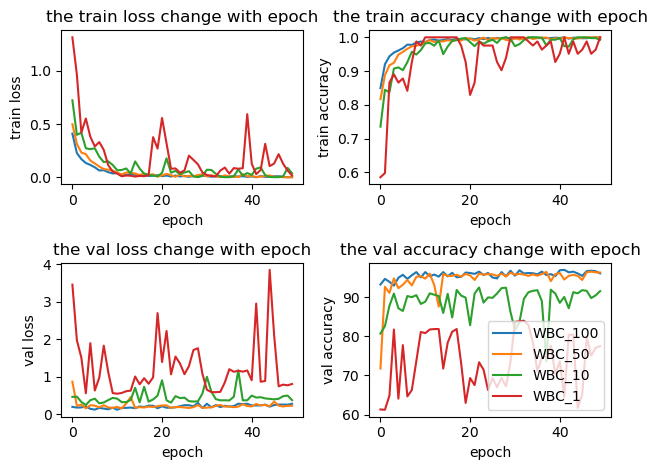 the train loss change with epoch
train loss
1.0
0.5
0.0
0
20
40
epoch
the train accuracy change with epoch
train accuracy
1.0
0.9
0.8
0.7
0.6
0
20
40
epoch
the val loss change with epoch
val loss
4
3
2
1
0
0
20
40
epoch
the val accuracy change with epoch
val accuracy
90
80
70
60
0
20
40
epoch
WBC_100
WBC_50
WBC_10
WBC_1